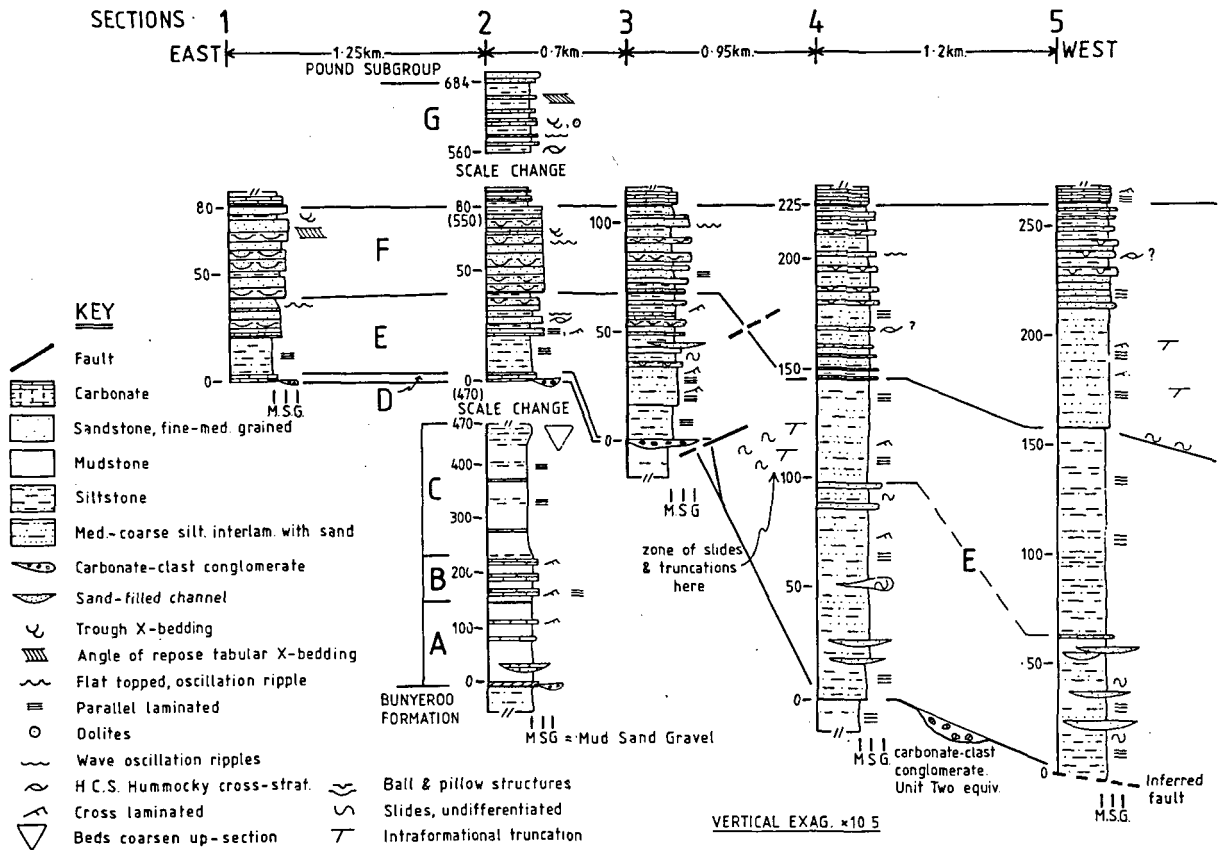 SECTIONS 1 2 3 4 5
EAST 1·25km. 0·7km. 0·95km. 1·2km. WEST
POUND SUBGROUP
684
G
560
SCALE CHANGE
80
50
0
M.S.G.
F
E
D
80
(550)
50
0
(470)
SCALE CHANGE
470
400
300
200
100
0
C
B
A
BUNYEROO
FORMATION
M S G = Mud Sand Gravel
100
50
0
M.S.G.
zone of slides
& truncations
here
225
200
150
100
50
0
?
M.S.G.
carbonate-clast
conglomerate.
Unit Two equiv.
E
250
200
150
100
50
0
?
Inferred
fault
M.S.G.
KEY
Fault
Carbonate
Sandstone, fine-med. grained
Mudstone
Siltstone
Med.-coarse silt. interlam. with sand
Carbonate-clast conglomerate
Sand-filled channel
Trough X-bedding
Angle of repose tabular X-bedding
Flat topped, oscillation ripple
Parallel laminated
Oolites
Wave oscillation ripples
H.C.S. Hummocky cross-strat.
Cross laminated
Beds coarsen up-section
Ball & pillow structures
Slides, undifferentiated
Intraformational truncation
VERTICAL EXAG. ×10·5